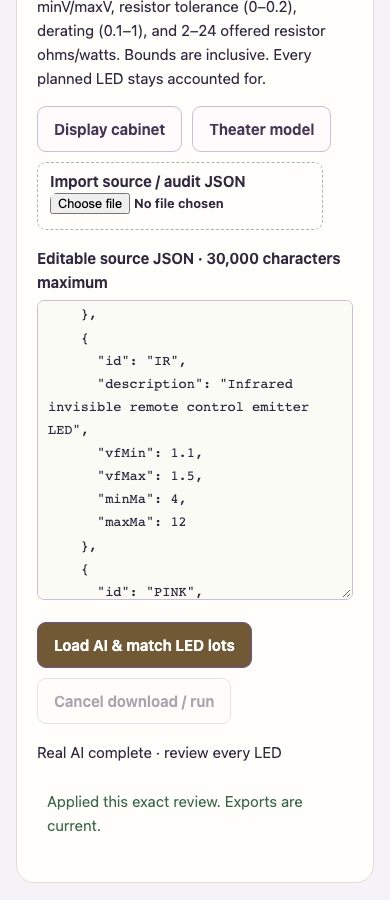 minV/maxV, resistor tolerance (0–0.2),
derating (0.1–1), and 2–24 offered resistor
ohms/watts. Bounds are inclusive. Every
planned LED stays accounted for.
Display cabinet
Theater model
Import source / audit JSON
Choose file No file chosen
Editable source JSON · 30,000 characters
maximum
},
{
"id": "IR",
"description": "Infrared
invisible remote control emitter
LED",
"vfMin": 1.1,
"vfMax": 1.5,
"minMa": 4,
"maxMa": 12
},
{
"id": "PINK",
Load AI & match LED lots
Cancel download / run
Real AI complete · review every LED
Applied this exact review. Exports are
current.